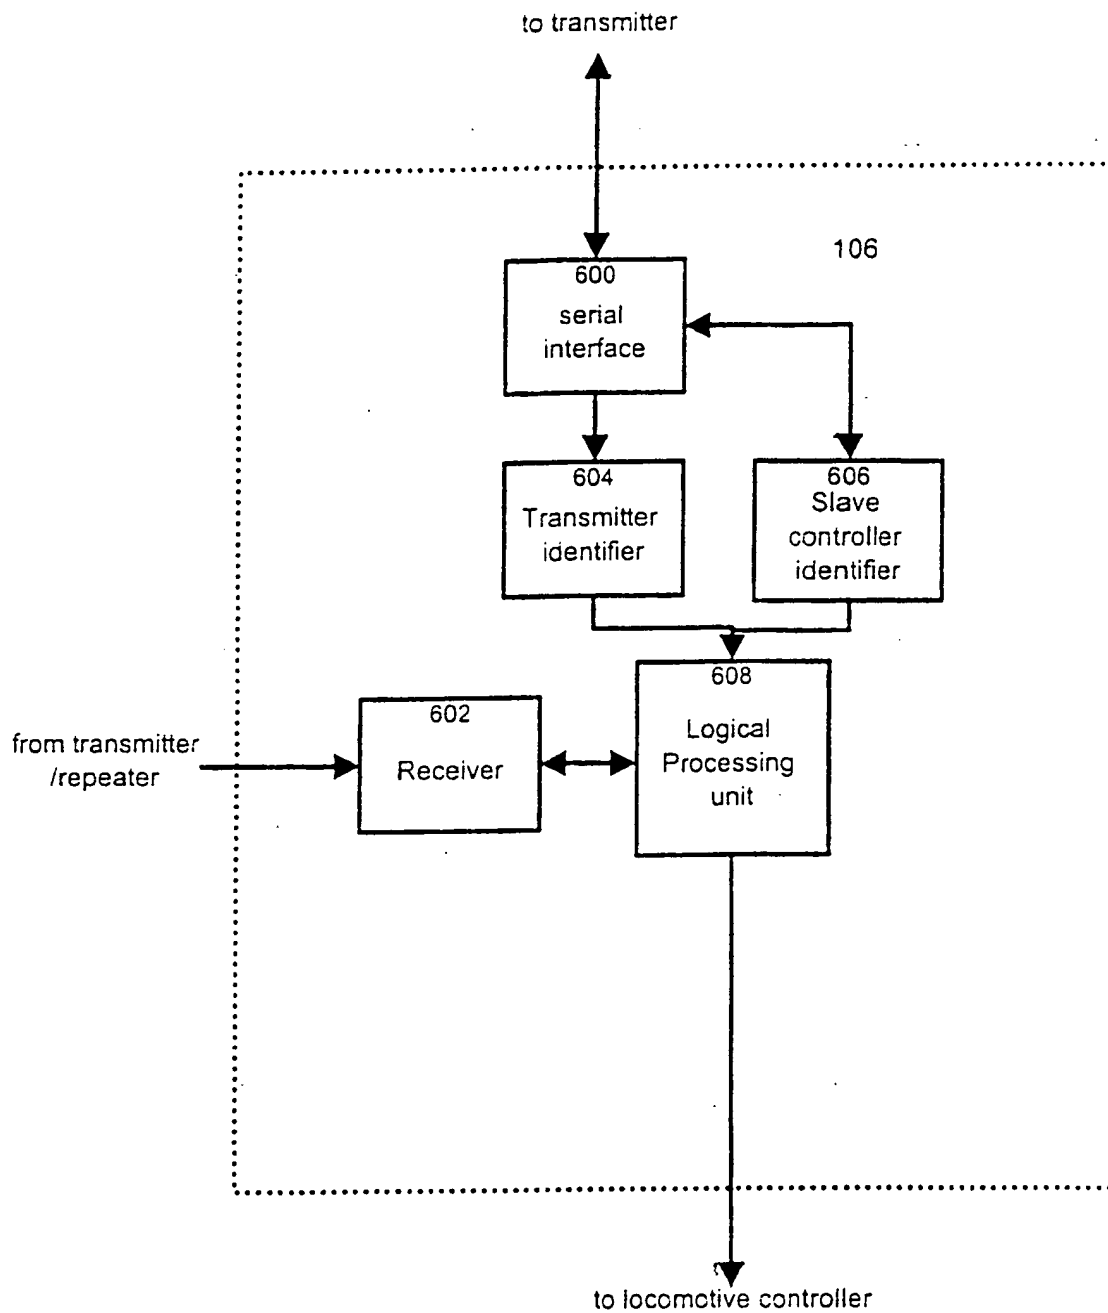 to transmitter
106
600
serial
interface
604
Transmitter
identifier
606
Slave
controller
identifier
608
Logical
Processing
unit
602
Receiver
from transmitter
/repeater
to locomotive controller